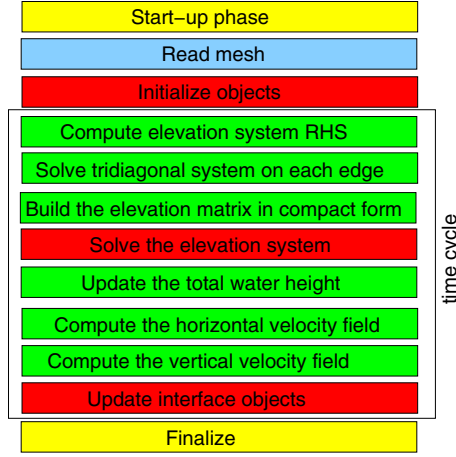 Start-up phase
Read mesh
Initialize objects
Compute elevation system RHS
Solve tridiagonal system on each edge
Build the elevation matrix in compact form
Solve the elevation system
Update the total water height
Compute the horizontal velocity field
Compute the vertical velocity field
Update interface objects
Finalize
time cycle